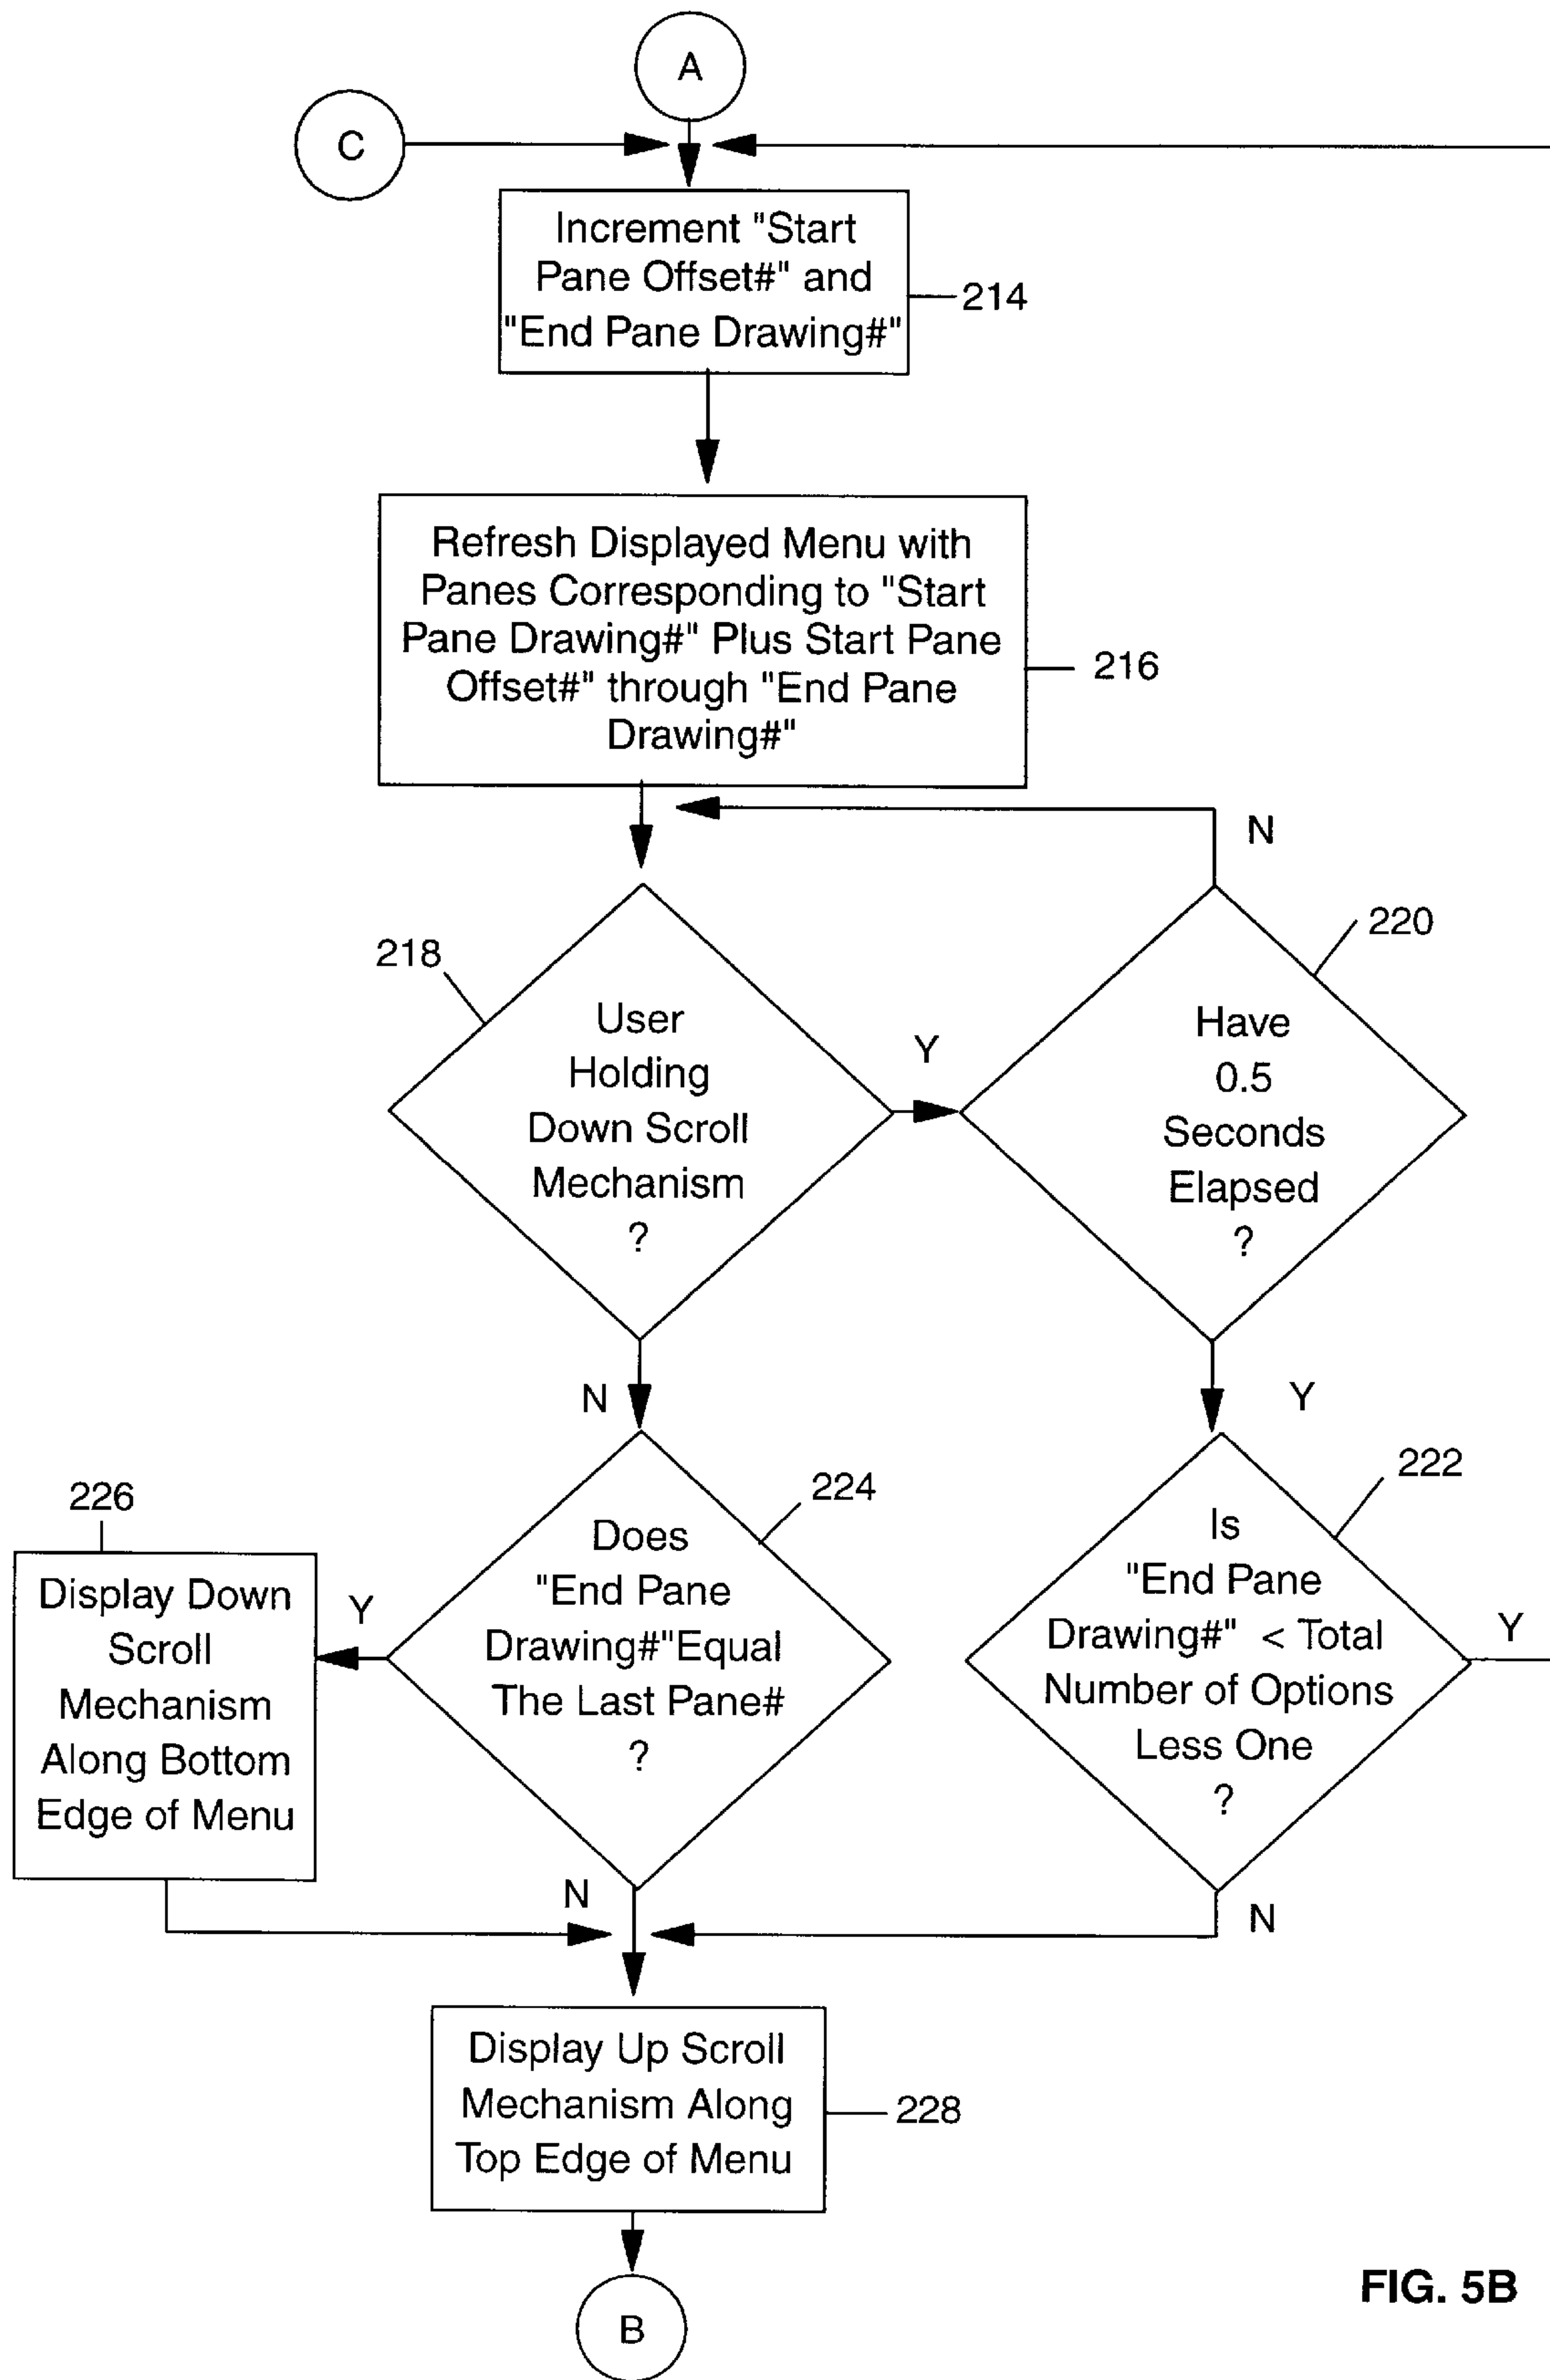 A
C
Increment "Start
Pane Offset#" and
"End Pane Drawing#"
214
Refresh Displayed Menu with
Panes Corresponding to "Start
Pane Drawing#" Plus Start Pane
Offset#" through "End Pane
Drawing#"
216
N
218
220
User
Holding
Down Scroll
Mechanism
?
Y
Have
0.5
Seconds
Elapsed
?
N
Y
226
224
222
Display Down
Scroll
Mechanism
Along Bottom
Edge of Menu
Y
Does
"End Pane
Drawing#"Equal
The Last Pane#
?
Is
"End Pane
Drawing#" < Total
Number of Options
Less One
?
Y
N
N
Display Up Scroll
Mechanism Along
Top Edge of Menu
228
B
FIG. 5B